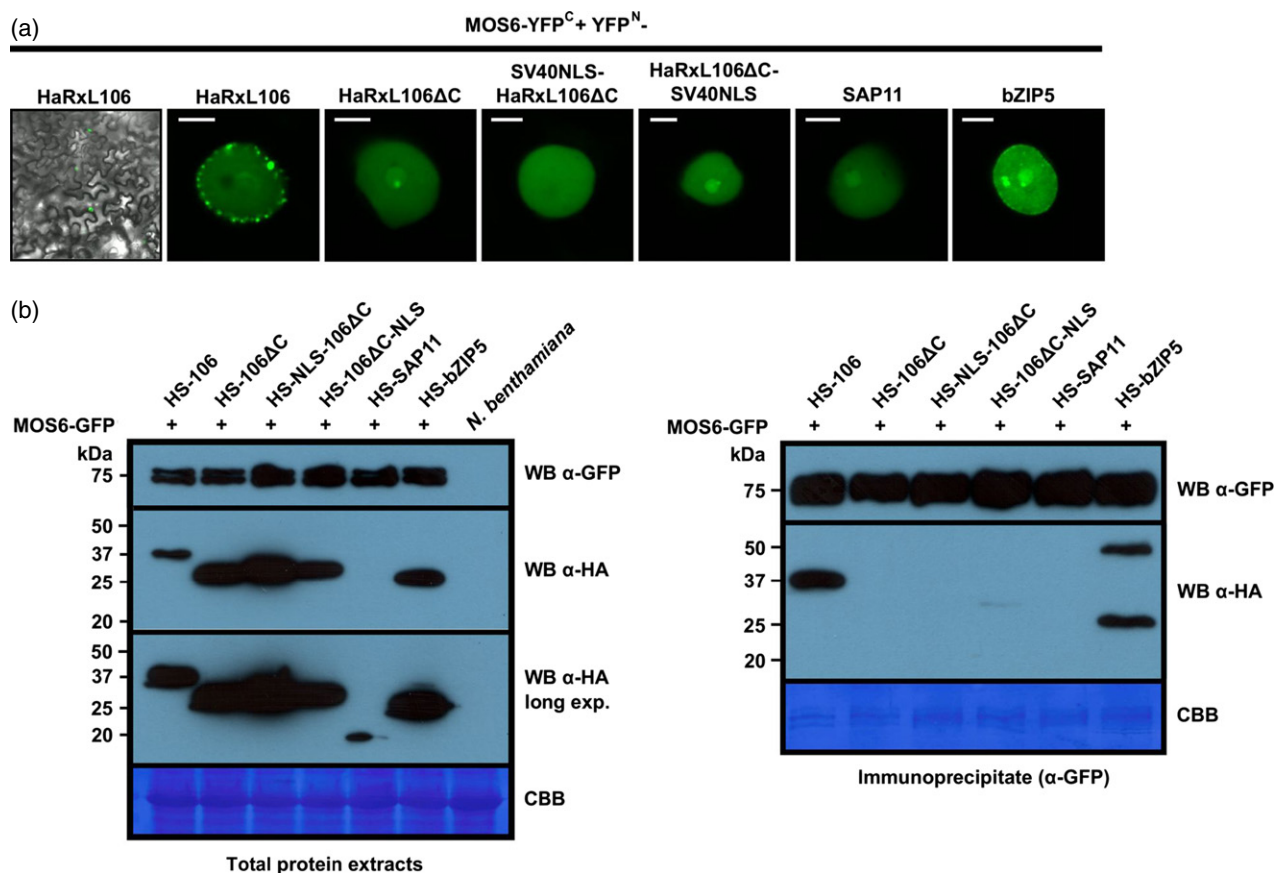 (a)
MOS6-YFP^C + YFP^N-
HaRxL106
HaRxL106
HaRxL106ΔC
SV40NLS-
HaRxL106ΔC
HaRxL106ΔC-
SV40NLS
SAP11
bZIP5
(b)
HS-106
HS-106ΔC
HS-NLS-106ΔC
HS-106ΔC-NLS
HS-SAP11
HS-bZIP5
N. benthamiana
MOS6-GFP + + + + + +
kDa
75
WB α-GFP
50
37
25
20
WB α-HA
50
37
25
20
WB α-HA
long exp.
CBB
Total protein extracts
HS-106
HS-106ΔC
HS-NLS-106ΔC
HS-106ΔC-NLS
HS-SAP11
HS-bZIP5
MOS6-GFP + + + + + +
kDa
75
WB α-GFP
50
37
25
20
WB α-HA
CBB
Immunoprecipitate (α-GFP)